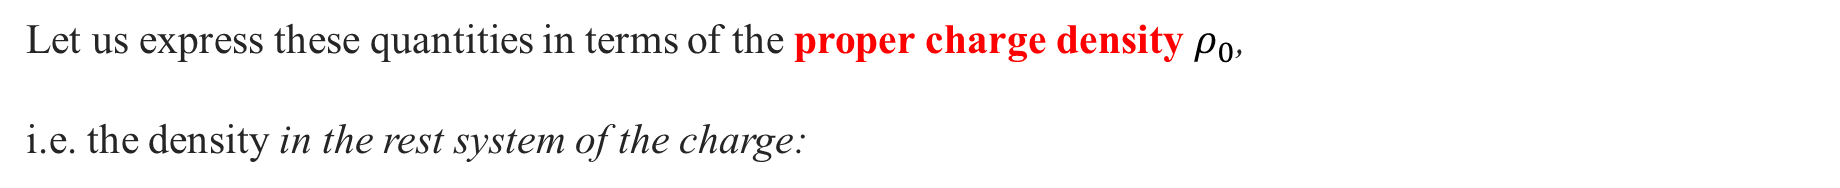 Let us express these quantities in terms of the proper charge density ρ₀,
i.e. the density in the rest system of the charge: